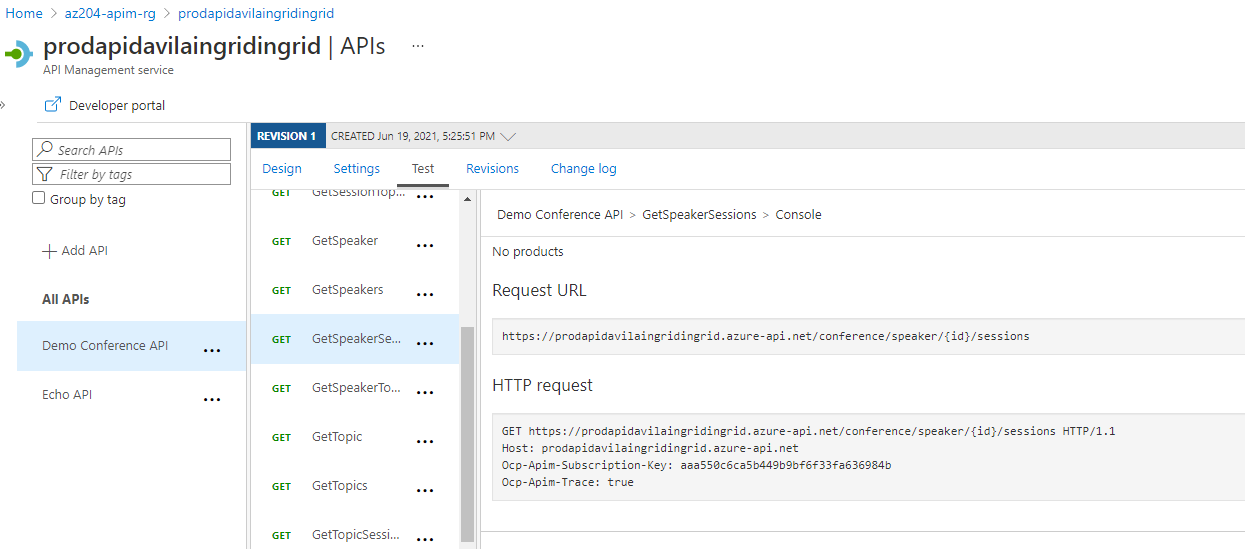 Home > az204-apim-rg > prodapidavilaingridingrid
prodapidavilaingridingrid | APIs ...
API Management service
» Developer portal
REVISION 1 CREATED Jun 19, 2021, 5:25:51 PM
Search APIs
Filter by tags
Group by tag
Add API
All APIs
Demo Conference API ...
Echo API ...
Design Settings Test Revisions Change log
GET GetSessionTop... ...
GET GetSpeaker ...
GET GetSpeakers ...
GET GetSpeakerSe... ...
GET GetSpeakerTo... ...
GET GetTopic ...
GET GetTopics ...
GET GetTopicSessi... ...
Demo Conference API > GetSpeakerSessions > Console
No products
Request URL
https://prodapidavilaingridingrid.azure-api.net/conference/speaker/{id}/sessions
HTTP request
GET https://prodapidavilaingridingrid.azure-api.net/conference/speaker/{id}/sessions HTTP/1.1
Host: prodapidavilaingridingrid.azure-api.net
Ocp-Apim-Subscription-Key: aaa550c6ca5b449b9bf6f33fa636984b
Ocp-Apim-Trace: true